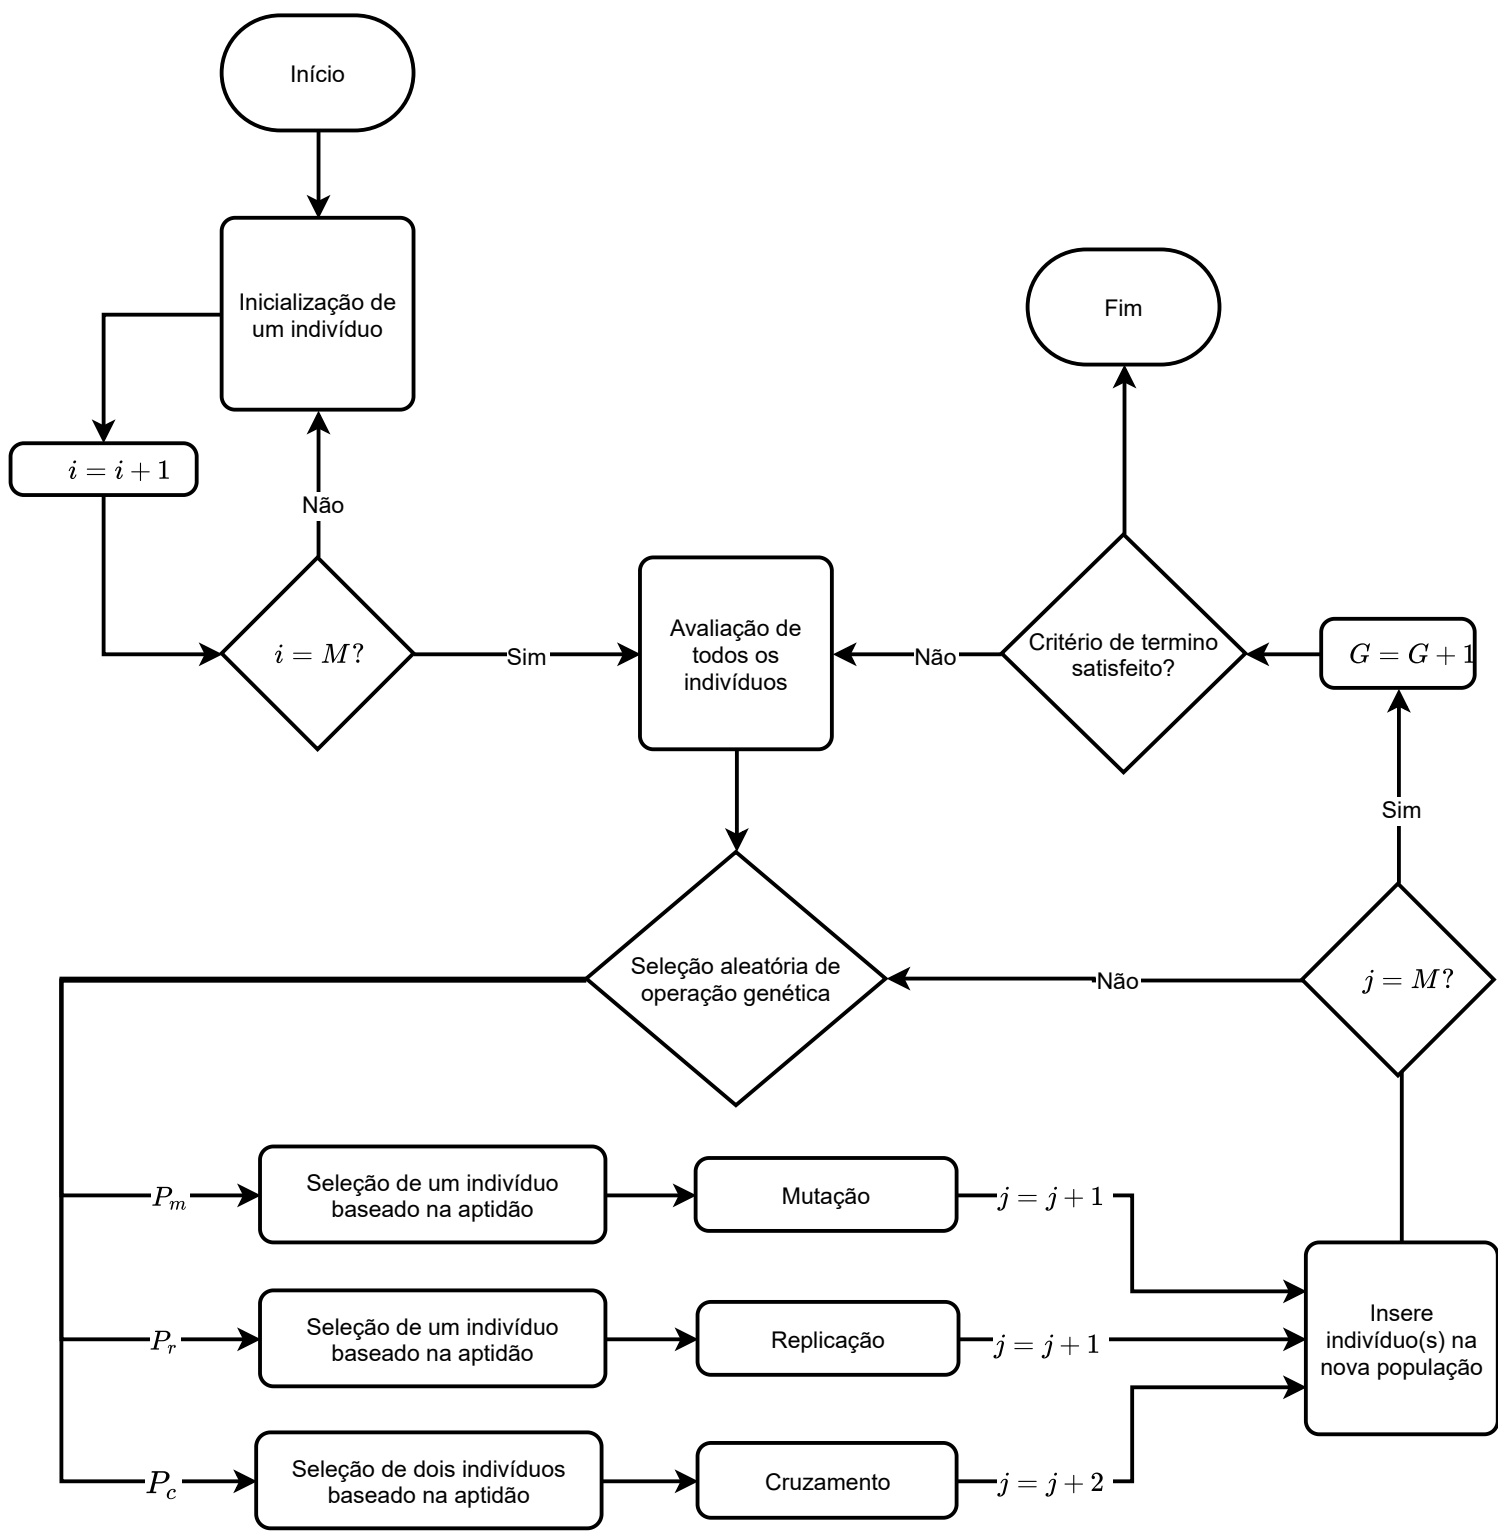 Início
Inicialização de
um indivíduo
Fim
i = i + 1
Não
i = M?
Sim
Avaliação de
todos os
indivíduos
Não
Critério de termino
satisfeito?
G = G + 1
Sim
Seleção aleatória de
operação genética
Não
j = M?
P_m
Seleção de um indivíduo
baseado na aptidão
Mutação
j = j + 1
P_r
Seleção de um indivíduo
baseado na aptidão
Replicação
j = j + 1
Insere
indivíduo(s) na
nova população
P_c
Seleção de dois indivíduos
baseado na aptidão
Cruzamento
j = j + 2